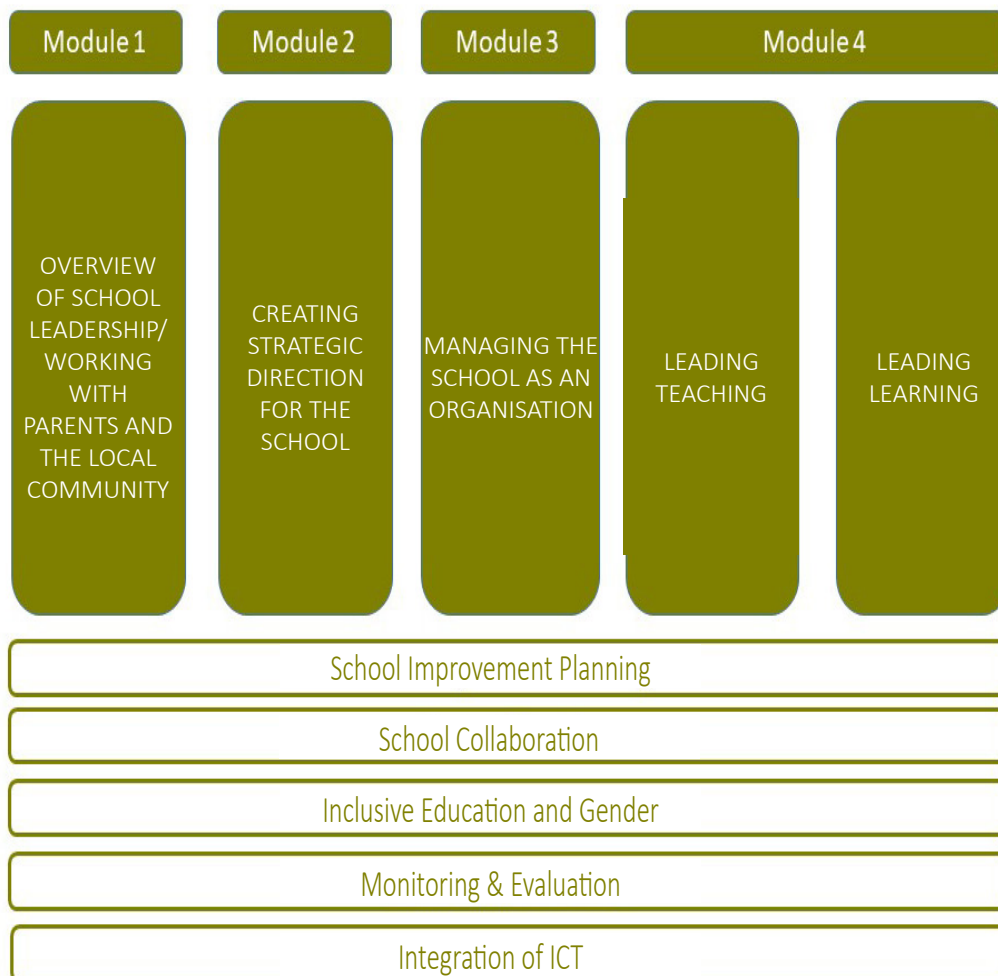 Module 1
Module 2
Module 3
Module 4
OVERVIEW
OF SCHOOL
LEADERSHIP/
WORKING
WITH
PARENTS AND
THE LOCAL
COMMUNITY
CREATING
STRATEGIC
DIRECTION
FOR THE
SCHOOL
MANAGING THE
SCHOOL AS AN
ORGANISATION
LEADING
TEACHING
LEADING
LEARNING
School Improvement Planning
School Collaboration
Inclusive Education and Gender
Monitoring & Evaluation
Integration of ICT